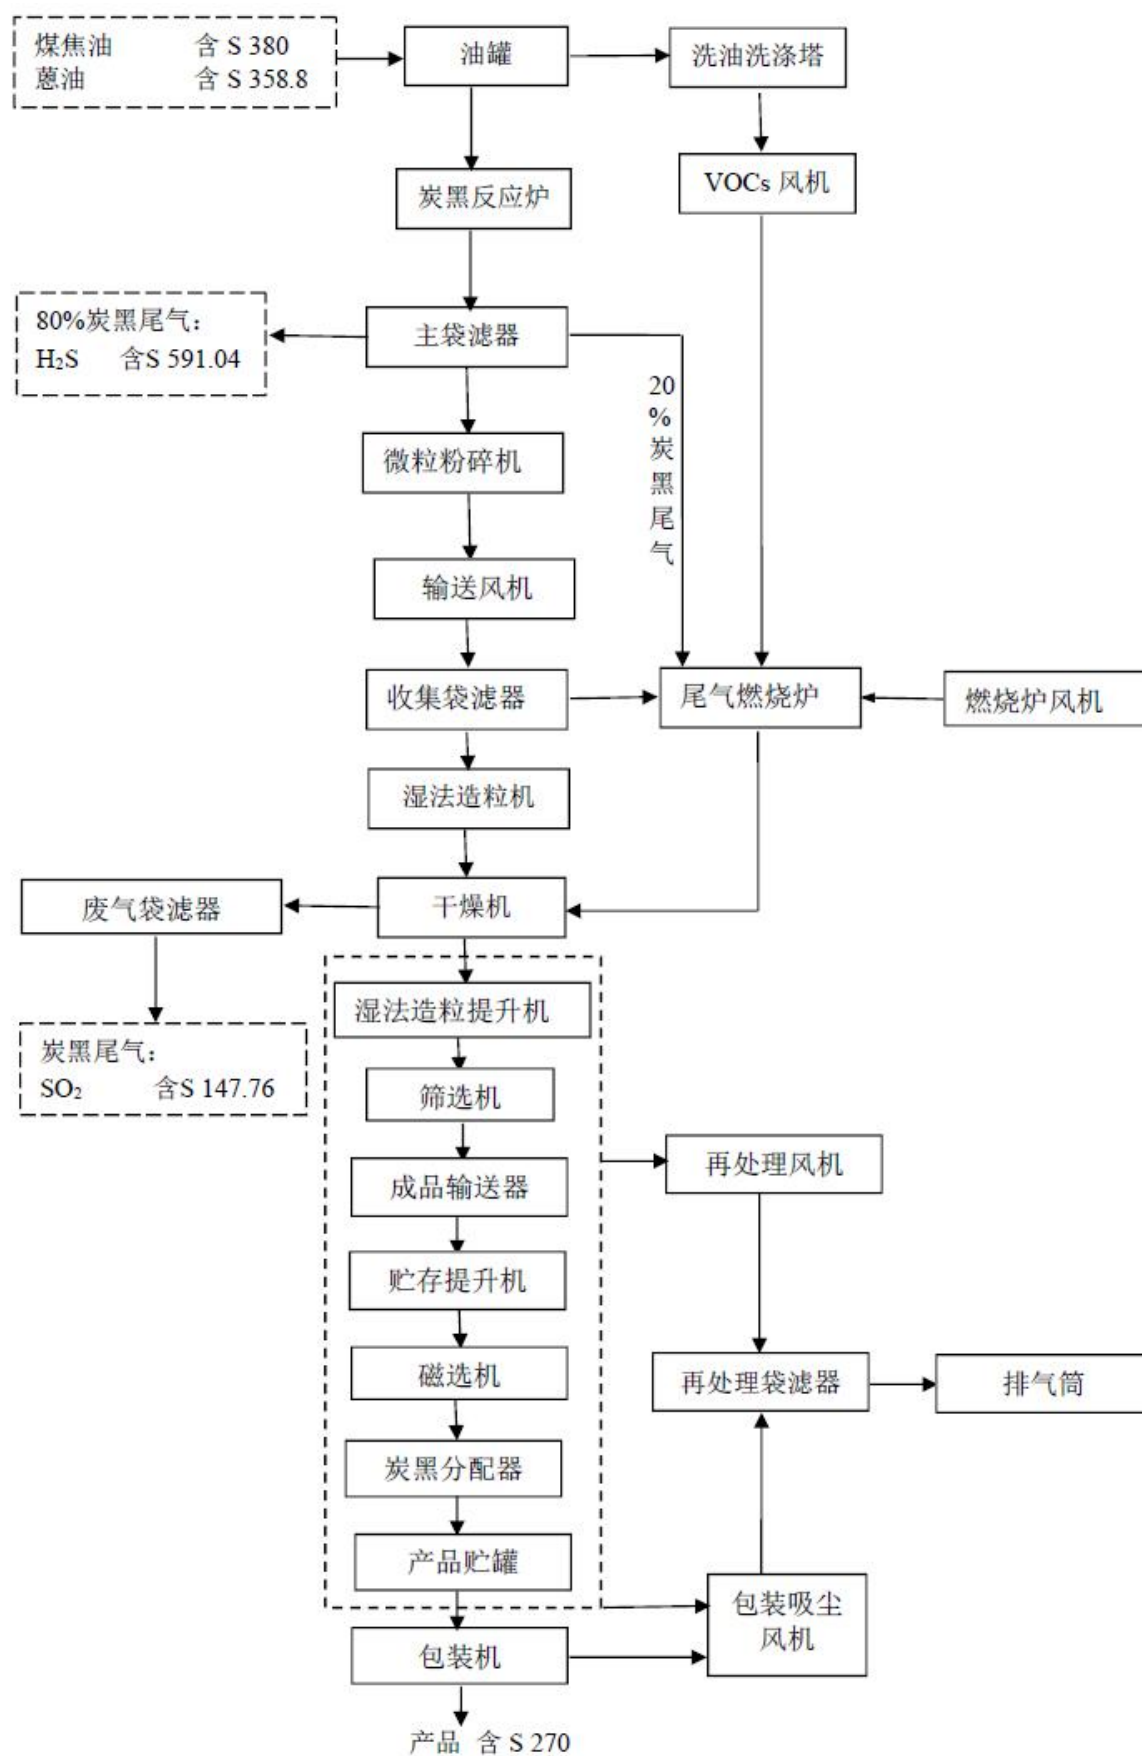 煤焦油 含 S 380
蒽油 含 S 358.8
油罐
洗油洗涤塔
炭黑反应炉
VOCs 风机
80%炭黑尾气：
H₂S 含S 591.04
主袋滤器
20%炭黑尾气
微粒粉碎机
输送风机
收集袋滤器
尾气燃烧炉
燃烧炉风机
湿法造粒机
干燥机
废气袋滤器
炭黑尾气：
SO₂ 含S 147.76
湿法造粒提升机
筛选机
成品输送器
再处理风机
贮存提升机
磁选机
再处理袋滤器
排气筒
炭黑分配器
产品贮罐
包装吸尘
风机
包装机
产品 含 S 270